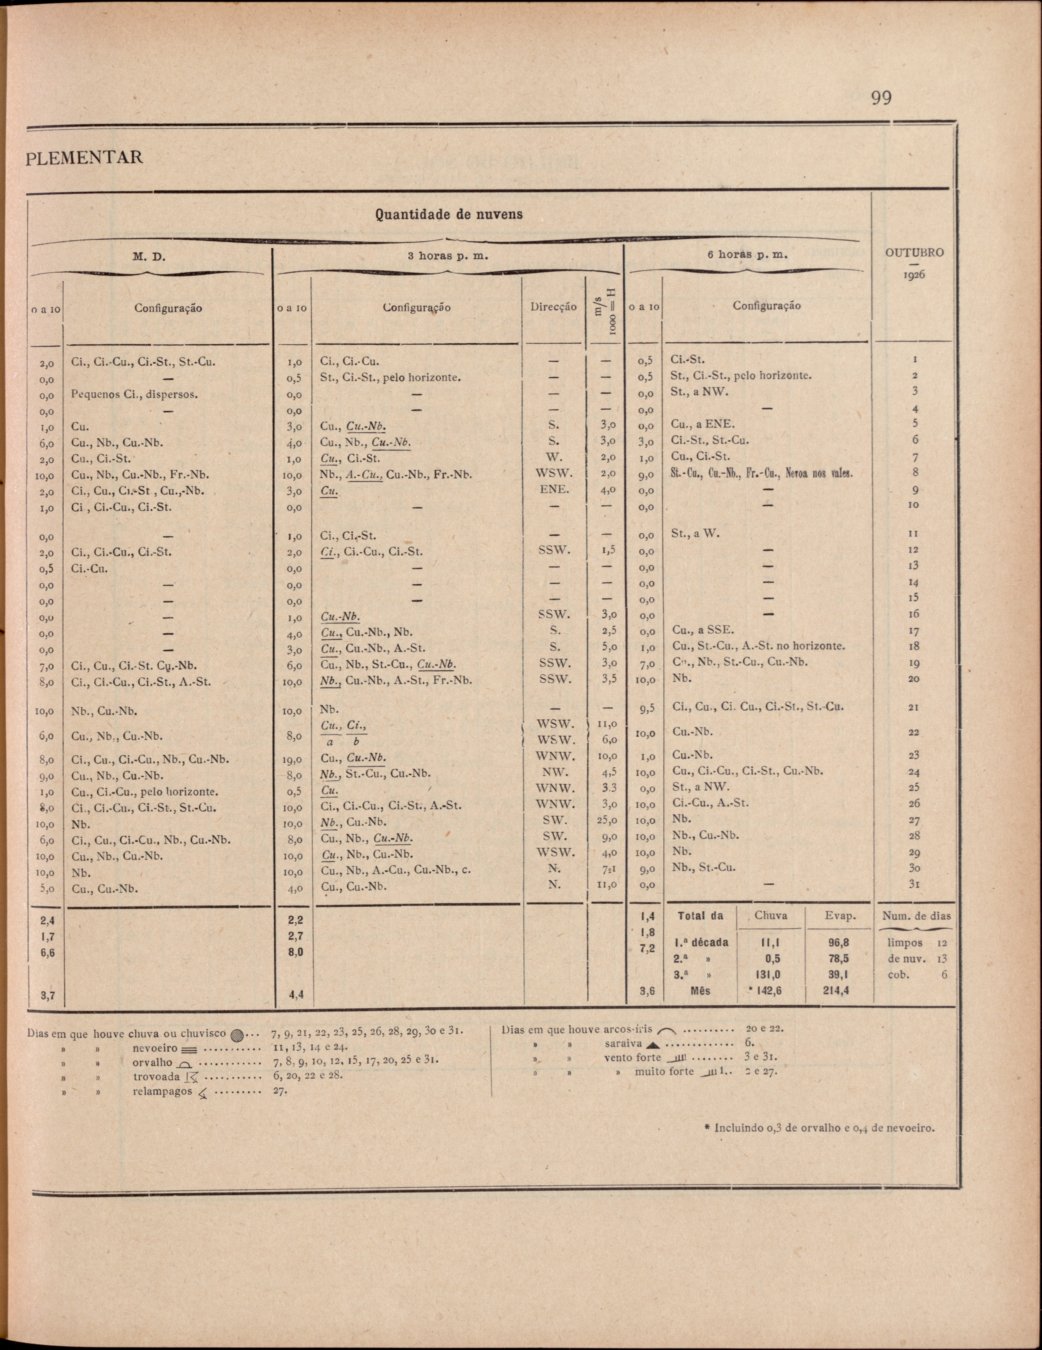 99
PLEMENTAR
Quantidade de nuvens
M. D. 3 horas p. m. 6 horas p. m. OUTUBRO
1926
0 a 10 Configuração 0 a 10 Configuração Direcção m/s 1000 = H 0 a 10 Configuração
2,0 Ci., Ci.-Cu., Ci.-St., St.-Cu. 1,0 Ci., Ci.-Cu. — — 0,5 Ci.-St. 1
0,0 — 0,5 St., Ci.-St., pelo horizonte. — — 0,5 St., Ci.-St., pelo horizonte. 2
0,0 Pequenos Ci., dispersos. 0,0 — — — 0,0 St., a NW. 3
0,0 — 0,0 — — — 0,0 — 4
1,0 Cu. 3,0 Cu., Cu.-Nb. S. 3,0 0,0 Cu., a ENE. 5
6,0 Cu., Nb., Cu.-Nb. 4,0 Cu., Nb., Cu.-Nb. S. 3,0 3,0 Ci.-St., St.-Cu. 6
2,0 Cu., Ci.-St. 1,0 Cu., Ci.-St. W. 2,0 1,0 Cu., Ci.-St. 7
10,0 Cu., Nb., Cu.-Nb., Fr.-Nb. 10,0 Nb., A.-Cu., Cu.-Nb., Fr.-Nb. WSW. 2,0 9,0 St.-Cu., Cu.-Nb., Fr.-Cu., Nevoa nos vales. 8
2,0 Ci., Cu., Ci.-St , Cu.,-Nb. 3,0 Cu. ENE. 4,0 0,0 — 9
1,0 Ci , Ci.-Cu., Ci.-St. 0,0 — — — 0,0 — 10
0,0 — 1,0 Ci., Ci.-St. — — 0,0 St., a W. 11
2,0 Ci., Ci.-Cu., Ci.-St. 2,0 Ci., Ci.-Cu., Ci.-St. SSW. 1,5 0,0 — 12
0,5 Ci.-Cu. 0,0 — — — 0,0 — 13
0,0 — 0,0 — — — 0,0 — 14
0,0 — 0,0 — — — 0,0 — 15
0,0 — 1,0 Cu.-Nb. SSW. 3,0 0,0 — 16
0,0 — 4,0 Cu., Cu.-Nb., Nb. S. 2,5 0,0 Cu., a SSE. 17
0,0 — 3,0 Cu., Cu.-Nb., A.-St. S. 5,0 1,0 Cu., St.-Cu., A.-St. no horizonte. 18
7,0 Ci., Cu., Ci.-St. Cu.-Nb. 6,0 Cu., Nb., St.-Cu., Cu.-Nb. SSW. 3,0 7,0 Cu., Nb., St.-Cu., Cu.-Nb. 19
8,0 Ci., Ci.-Cu., Ci.-St., A.-St. 10,0 Nb., Cu.-Nb., A.-St., Fr.-Nb. SSW. 3,5 10,0 Nb. 20
10,0 Nb., Cu.-Nb. 10,0 Nb. — — 9,5 Ci., Cu., Ci. Cu., Ci.-St., St.-Cu. 21
6,0 Cu., Nb., Cu.-Nb. 8,0 Cu., Ci., WSW. 11,0 10,0 Cu.-Nb. 22
a b WSW. 6,0
8,0 Ci., Cu., Ci.-Cu., Nb., Cu.-Nb. 10,0 Cu., Cu.-Nb. WNW. 10,0 1,0 Cu.-Nb. 23
9,0 Cu., Nb., Cu.-Nb. 8,0 Nb., St.-Cu., Cu.-Nb. NW. 4,5 10,0 Cu., Ci.-Cu., Ci.-St., Cu.-Nb. 24
1,0 Cu., Ci.-Cu., pelo horizonte. 0,5 Cu. WNW. 3.3 0,0 St., a NW. 25
8,0 Ci., Ci.-Cu., Ci.-St., St.-Cu. 10,0 Ci., Ci.-Cu., Ci.-St., A.-St. WNW. 3,0 10,0 Ci.-Cu., A.-St. 26
10,0 Nb. 10,0 Nb., Cu.-Nb. SW. 25,0 10,0 Nb. 27
6,0 Ci., Cu., Ci.-Cu., Nb., Cu.-Nb. 8,0 Cu., Nb., Cu.-Nb. SW. 9,0 10,0 Nb., Cu.-Nb. 28
10,0 Cu., Nb., Cu.-Nb. 10,0 Cu., Nb., Cu.-Nb. WSW. 4,0 10,0 Nb. 29
10,0 Nb. 10,0 Cu., Nb., A.-Cu., Cu.-Nb., c. N. 7,1 9,0 Nb., St.-Cu. 30
5,0 Cu., Cu.-Nb. 4,0 Cu., Cu.-Nb. N. 11,0 0,0 — 31
2,4 2,2 1,4 Total da Chuva Evap. Num. de dias
1,7 2,7 1,8
6,6 8,0 7,2 1.ª década 11,1 96,8 limpos 12
2.ª » 0,5 78,5 de nuv. 13
3.ª » 131,0 39,1 cob. 6
3,7 4,4 3,6 Mês * 142,6 214,4
Dias em que houve chuva ou chuvisco ... 7, 9, 21, 22, 23, 25, 26, 28, 29, 30 e 31.
» » nevoeiro ........... 11, 13, 14 e 24.
» » orvalho ............ 7, 8, 9, 10, 12, 15, 17, 20, 25 e 31.
» » trovoada ........... 6, 20, 22 e 28.
» » relampagos ......... 27.
Dias em que houve arcos-íris .......... 20 e 22.
» » saraiva ............ 6.
» » vento forte ........ 3 e 31.
» » » muito forte .. 2 e 27.
* Incluindo 0,3 de orvalho e 0,4 de nevoeiro.